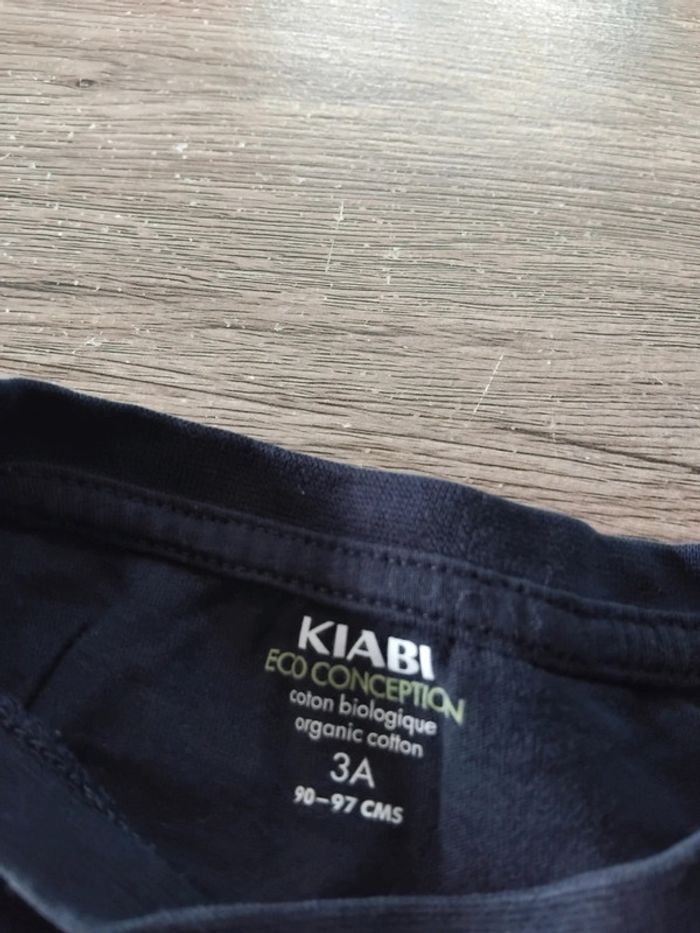 KIABI
ECO CONCEPTION
coton biologique
organic cotton
3A
90-97 CMS